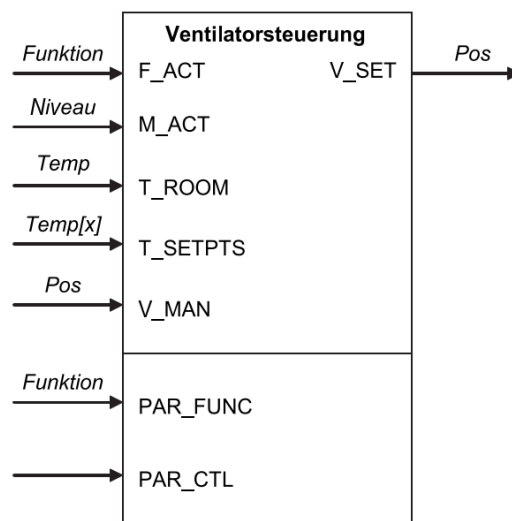 Ventilatorsteuerung
Funktion F_ACT V_SET Pos
Niveau M_ACT
Temp T_ROOM
Temp[x] T_SETPTS
Pos V_MAN
Funktion PAR_FUNC
PAR_CTL